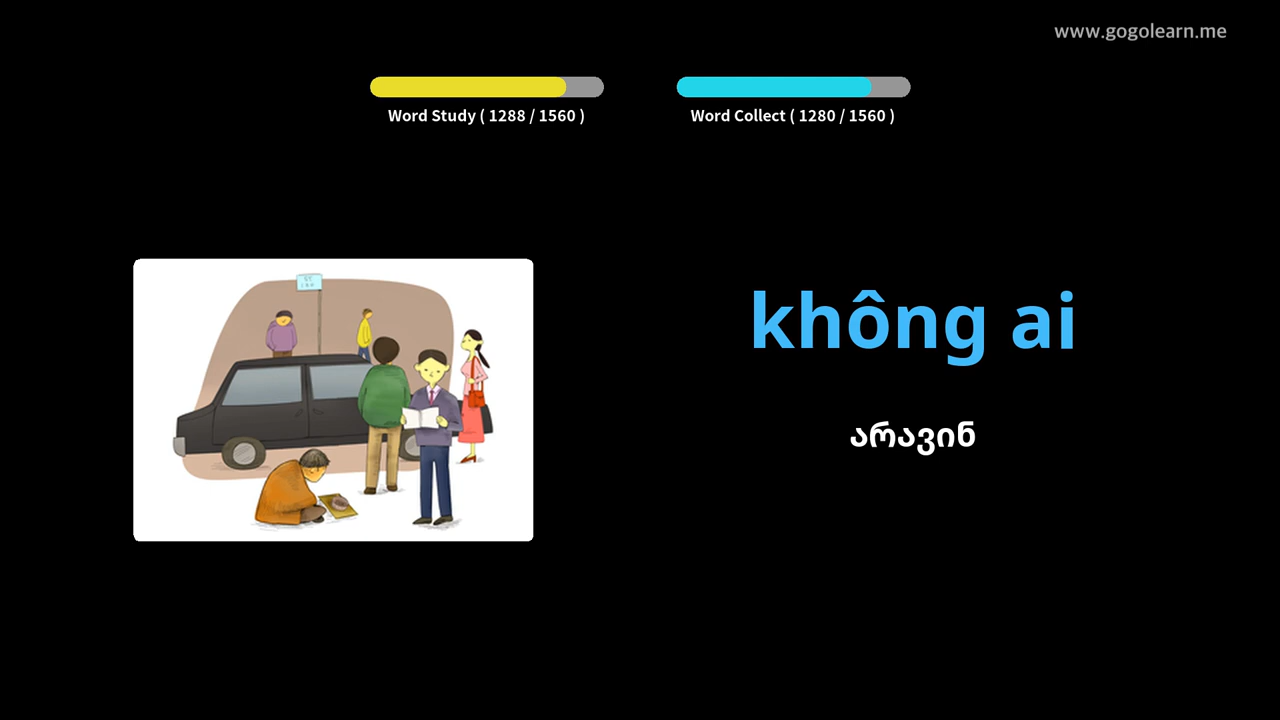 www.gogolearn.me
Word Study ( 1288 / 1560 )
Word Collect ( 1280 / 1560 )
không ai
არავინ